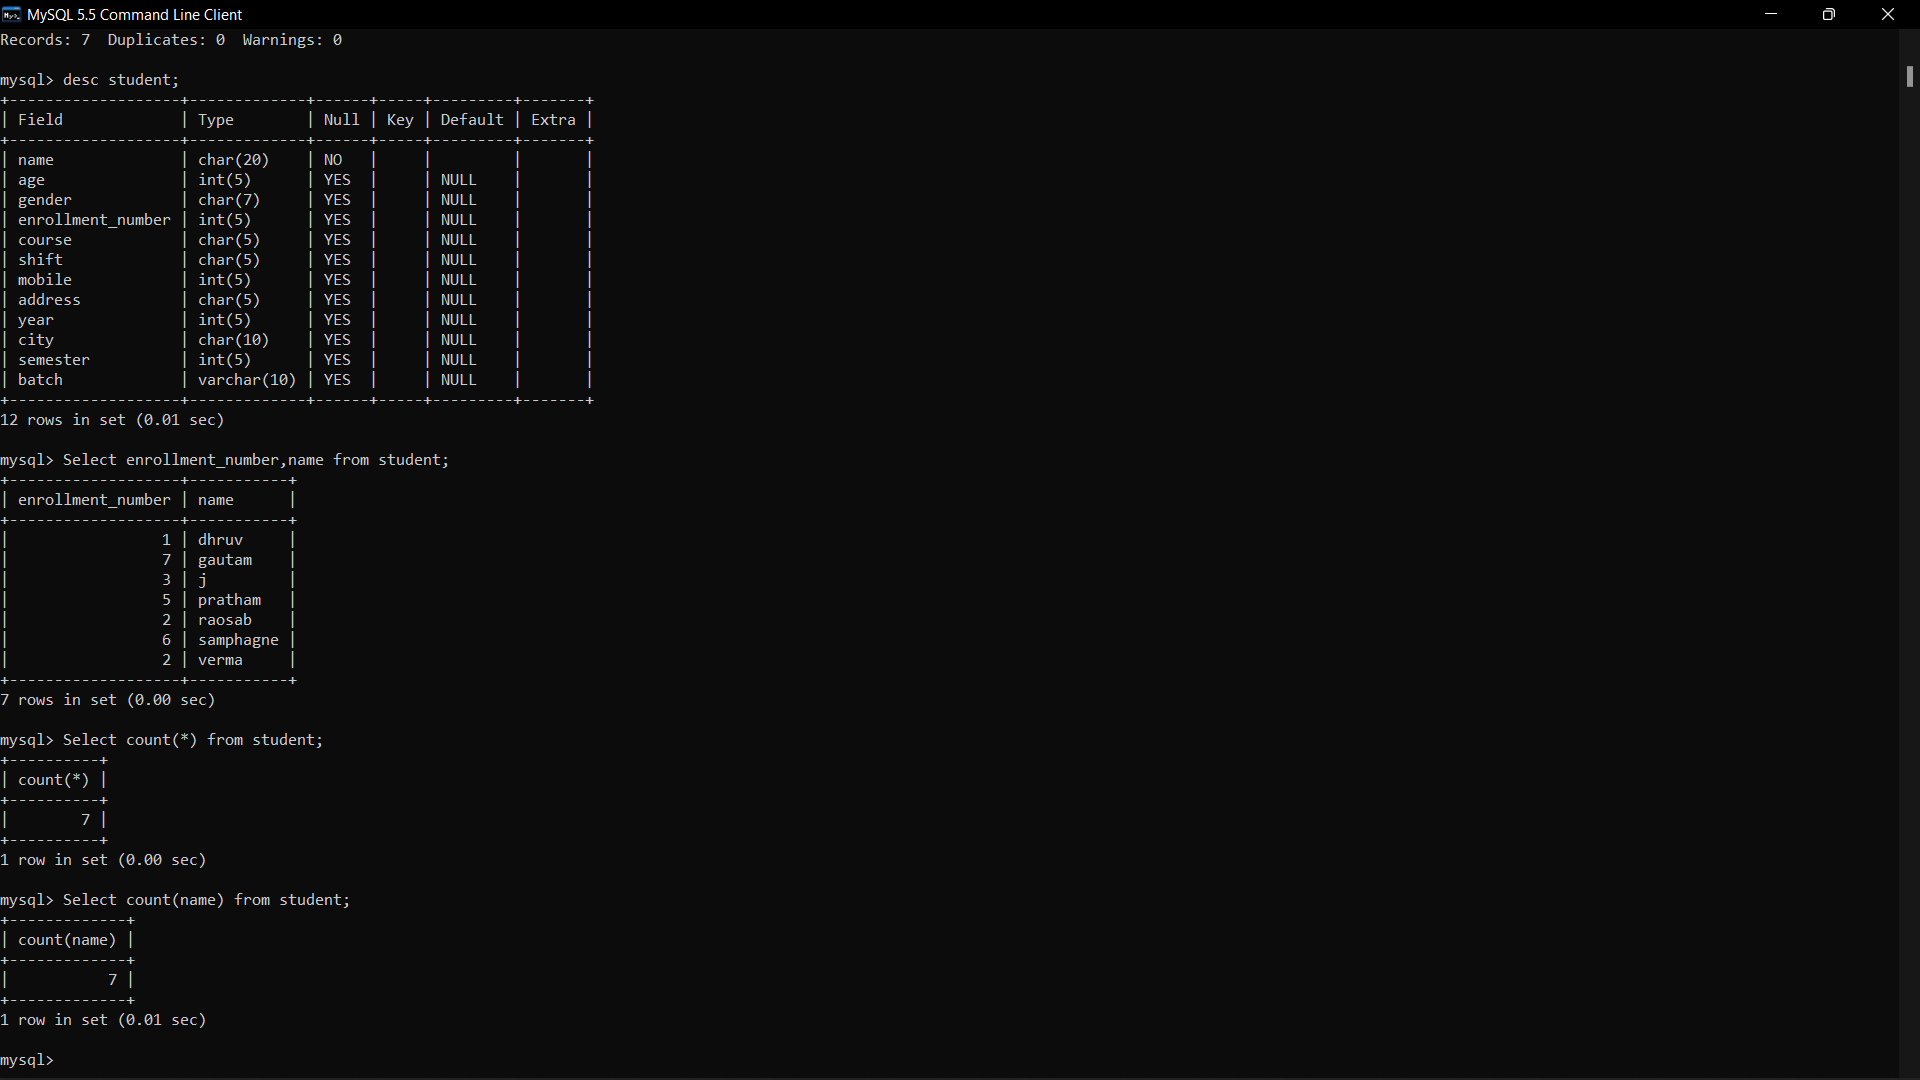 MySQL 5.5 Command Line Client
Records: 7  Duplicates: 0  Warnings: 0

mysql> desc student;
+-------------------+-------------+------+-----+---------+-------+
| Field             | Type        | Null | Key | Default | Extra |
+-------------------+-------------+------+-----+---------+-------+
| name              | char(20)    | NO   |     |         |       |
| age               | int(5)      | YES  |     | NULL    |       |
| gender            | char(7)     | YES  |     | NULL    |       |
| enrollment_number | int(5)      | YES  |     | NULL    |       |
| course            | char(5)     | YES  |     | NULL    |       |
| shift             | char(5)     | YES  |     | NULL    |       |
| mobile            | int(5)      | YES  |     | NULL    |       |
| address           | char(5)     | YES  |     | NULL    |       |
| year              | int(5)      | YES  |     | NULL    |       |
| city              | char(10)    | YES  |     | NULL    |       |
| semester          | int(5)      | YES  |     | NULL    |       |
| batch             | varchar(10) | YES  |     | NULL    |       |
+-------------------+-------------+------+-----+---------+-------+
12 rows in set (0.01 sec)

mysql> Select enrollment_number,name from student;
+-------------------+-----------+
| enrollment_number | name      |
+-------------------+-----------+
|                 1 | dhruv     |
|                 7 | gautam    |
|                 3 | j         |
|                 5 | pratham   |
|                 2 | raosab    |
|                 6 | samphagne |
|                 2 | verma     |
+-------------------+-----------+
7 rows in set (0.00 sec)

mysql> Select count(*) from student;
+----------+
| count(*) |
+----------+
|        7 |
+----------+
1 row in set (0.00 sec)

mysql> Select count(name) from student;
+-------------+
| count(name) |
+-------------+
|           7 |
+-------------+
1 row in set (0.01 sec)

mysql>